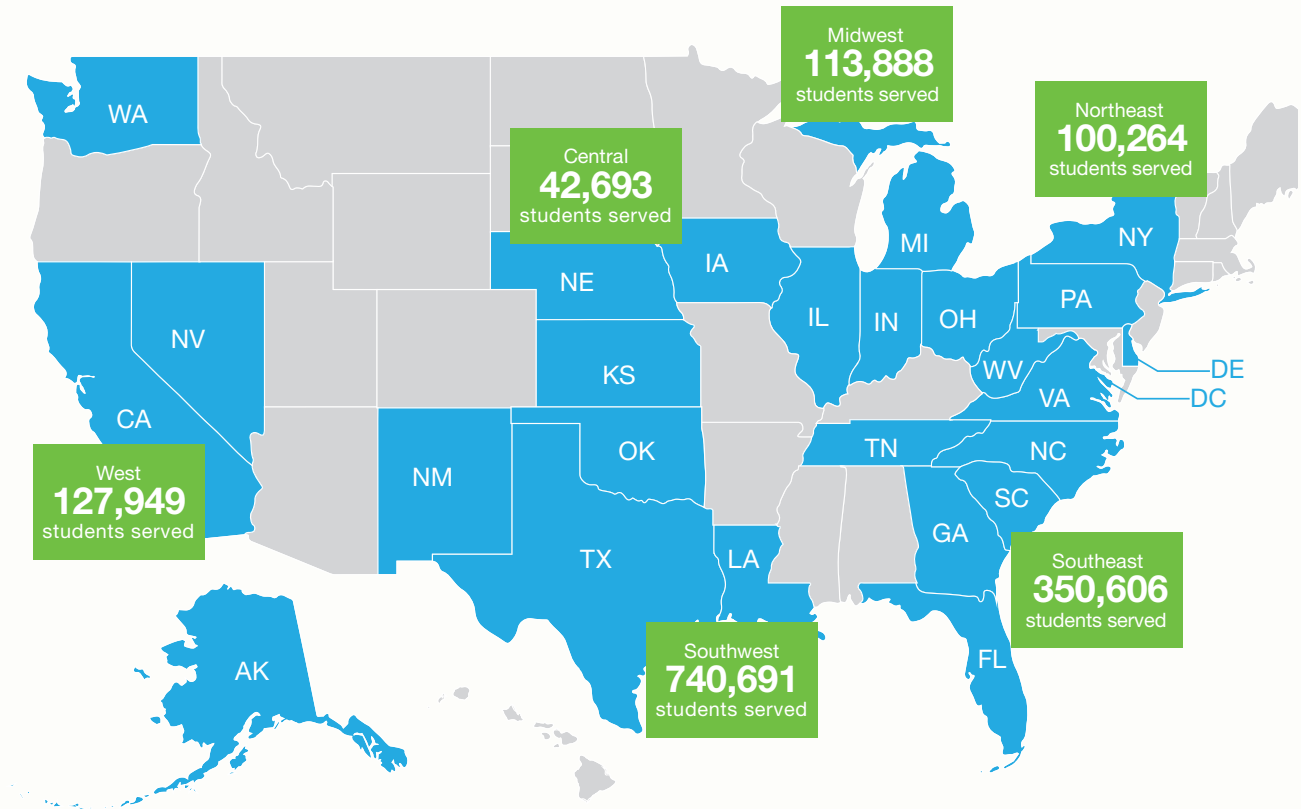 Midwest
113,888
students served
Northeast
100,264
students served
WA
Central
42,693
students served
MI
NY
IA
NE
PA
IL
IN
OH
NV
DE
WV
KS
DC
VA
CA
TN
NC
OK
NM
West
127,949
students served
SC
GA
TX
LA
Southeast
350,606
students served
Southwest
740,691
students served
FL
AK